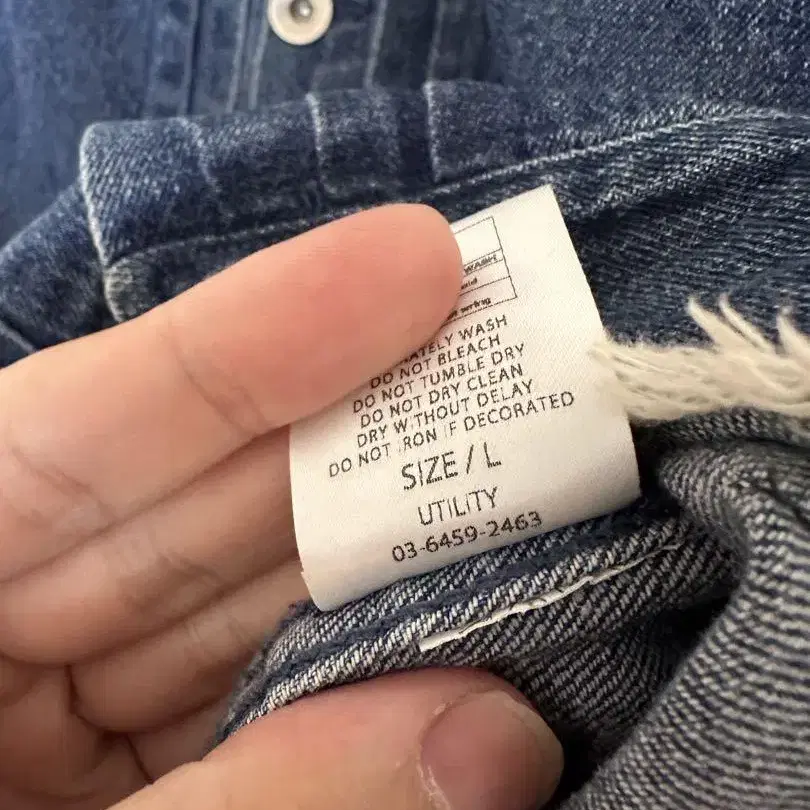 WASH
ATELY WASH
DO NOT BLEACH
DO NOT TUMBLE DRY
DO NOT DRY CLEAN
DRY WITHOUT DELAY
DO NOT IRON IF DECORATED
SIZE / L
UTILITY
03-6459-2463